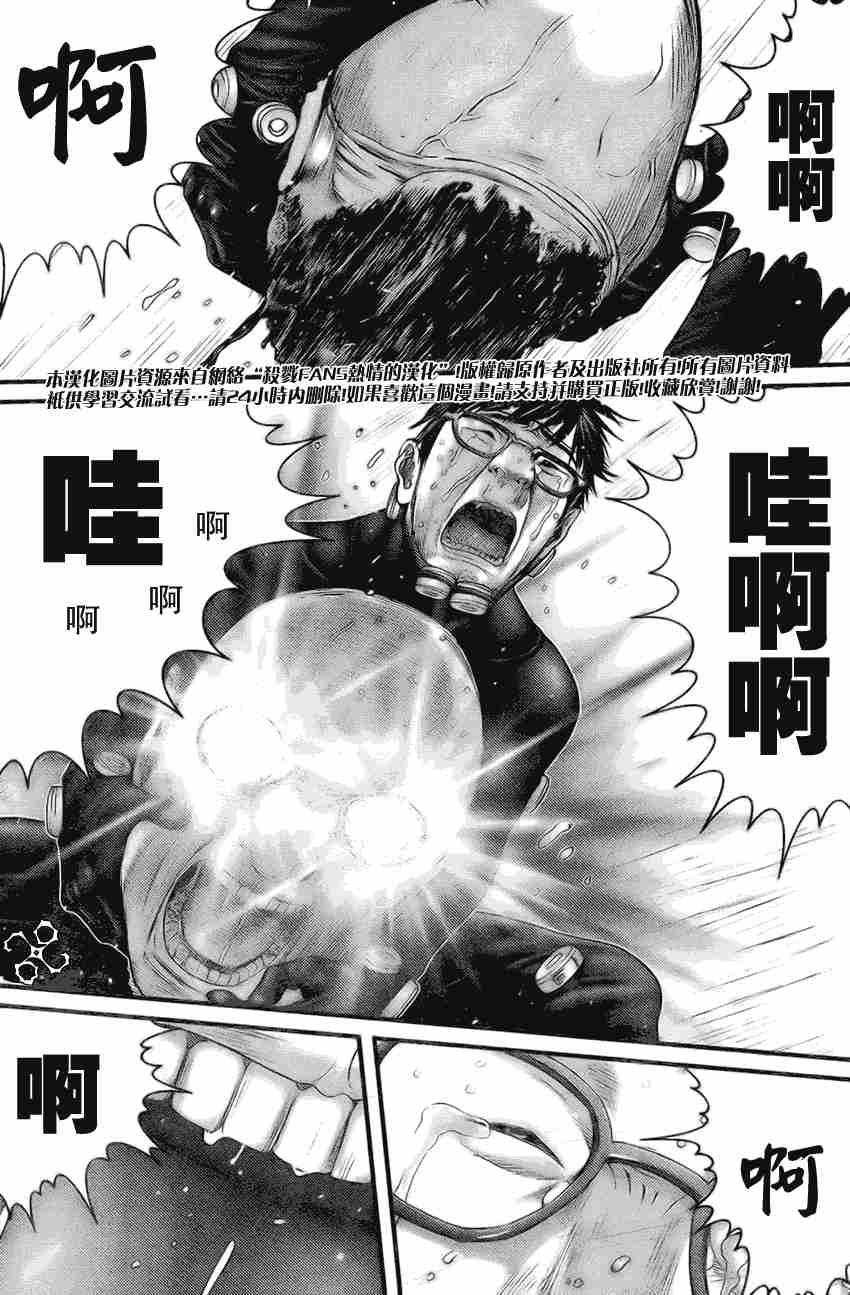 啊
啊
啊
本漢化圖片資源來自網絡“殺戮FANS熱情的漢化”!版權歸原作者及出版社所有!所有圖片資料
祇供學習交流試看…請24小時內刪除!如果喜歡這個漫畫!請支持并購買正版!收藏欣賞!謝謝!
哇
啊
啊
哇
啊
啊
啊
啊
啊